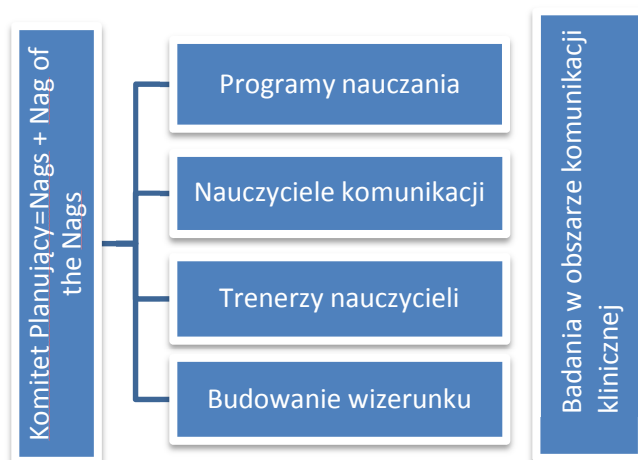 Komitet Planujący=Nags + Nag of
the Nags
Programy nauczania
Nauczyciele komunikacji
Trenerzy nauczycieli
Budowanie wizerunku
Badania w obszarze komunikacji
klinicznej